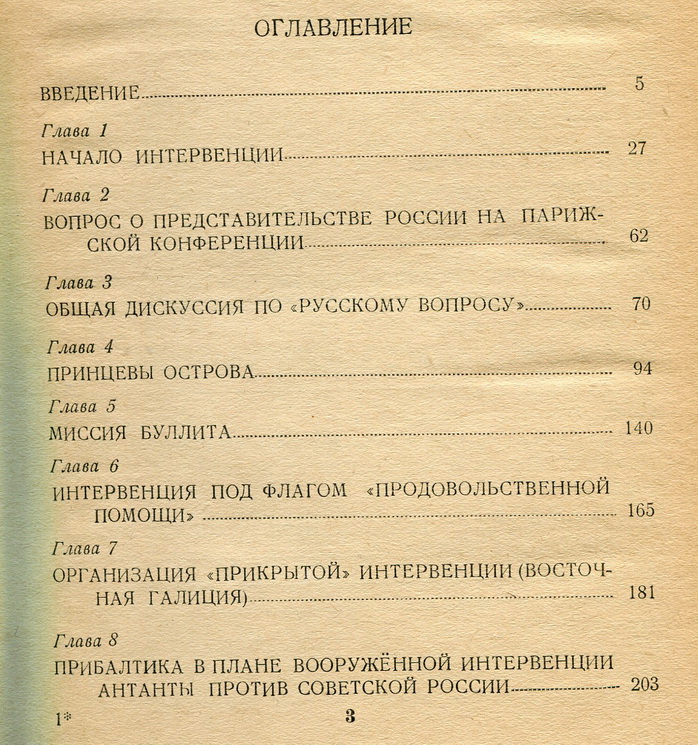 ОГЛАВЛЕНИЕ
ВВЕДЕНИЕ 5
Глава 1
НАЧАЛО ИНТЕРВЕНЦИИ 27
Глава 2
ВОПРОС О ПРЕДСТАВИТЕЛЬСТВЕ РОССИИ НА ПАРИЖ-
СКОЙ КОНФЕРЕНЦИИ 62
Глава 3
ОБЩАЯ ДИСКУССИЯ ПО «РУССКОМУ ВОПРОСУ» 70
Глава 4
ПРИНЦЕВЫ ОСТРОВА 94
Глава 5
МИССИЯ БУЛЛИТА 140
Глава 6
ИНТЕРВЕНЦИЯ ПОД ФЛАГОМ «ПРОДОВОЛЬСТВЕННОЙ
ПОМОЩИ» 165
Глава 7
ОРГАНИЗАЦИЯ «ПРИКРЫТОЙ» ИНТЕРВЕНЦИИ (ВОСТОЧ-
НАЯ ГАЛИЦИЯ) 181
Глава 8
ПРИБАЛТИКА В ПЛАНЕ ВООРУЖЁННОЙ ИНТЕРВЕНЦИИ
АНТАНТЫ ПРОТИВ СОВЕТСКОЙ РОССИИ 203
1* 3